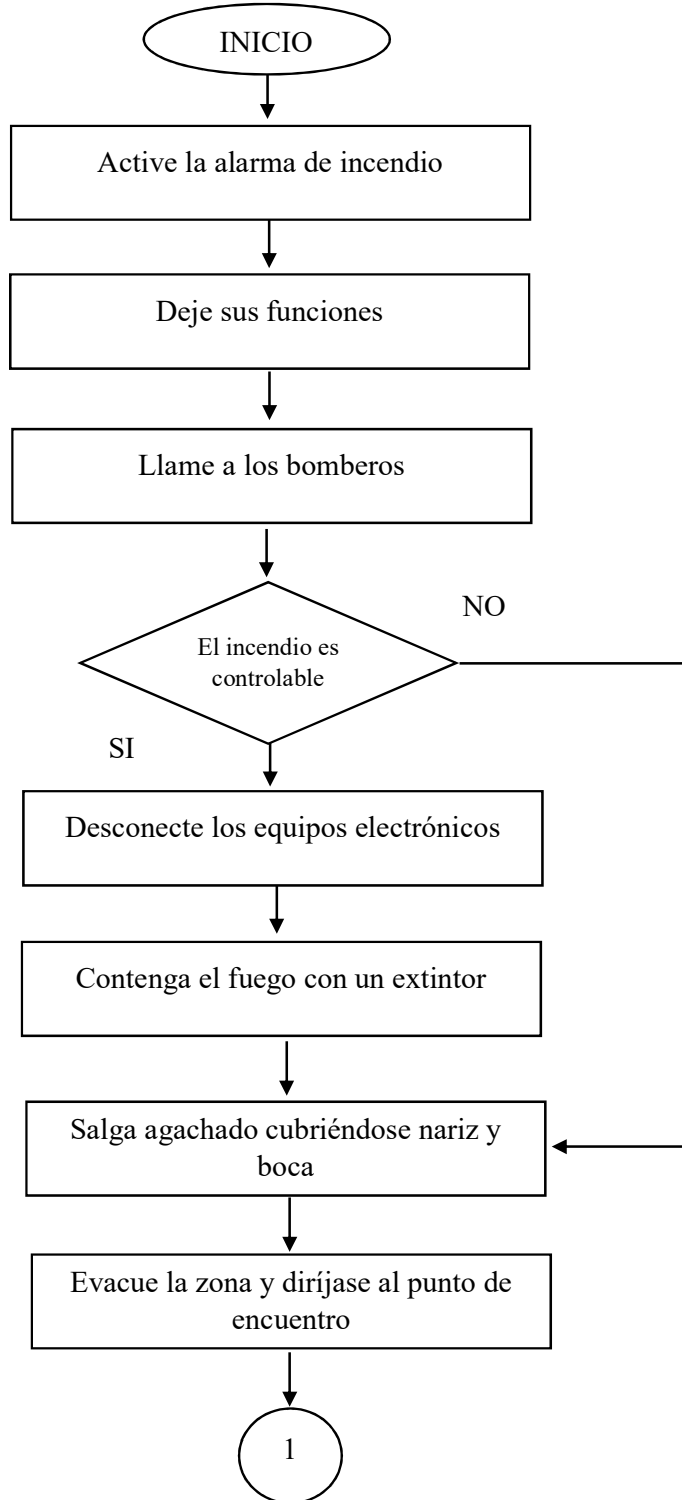 INICIO
Active la alarma de incendio
Deje sus funciones
Llame a los bomberos
NO
El incendio es
controlable
SI
Desconecte los equipos electrónicos
Contenga el fuego con un extintor
Salga agachado cubriéndose nariz y
boca
Evacue la zona y diríjase al punto de
encuentro
1